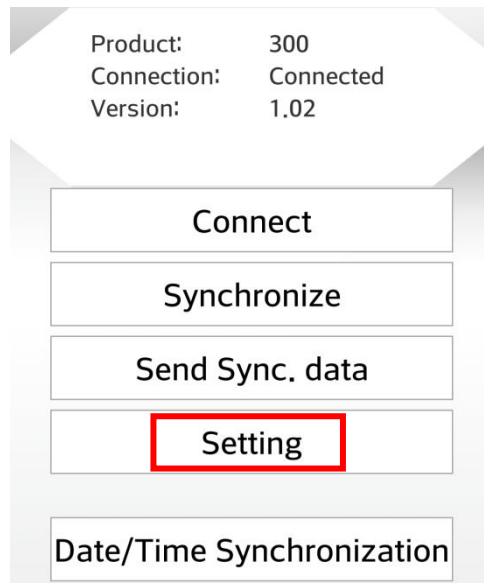 Product: 300
Connection: Connected
Version: 1.02
Connect
Synchronize
Send Sync. data
Setting
Date/Time Synchronization